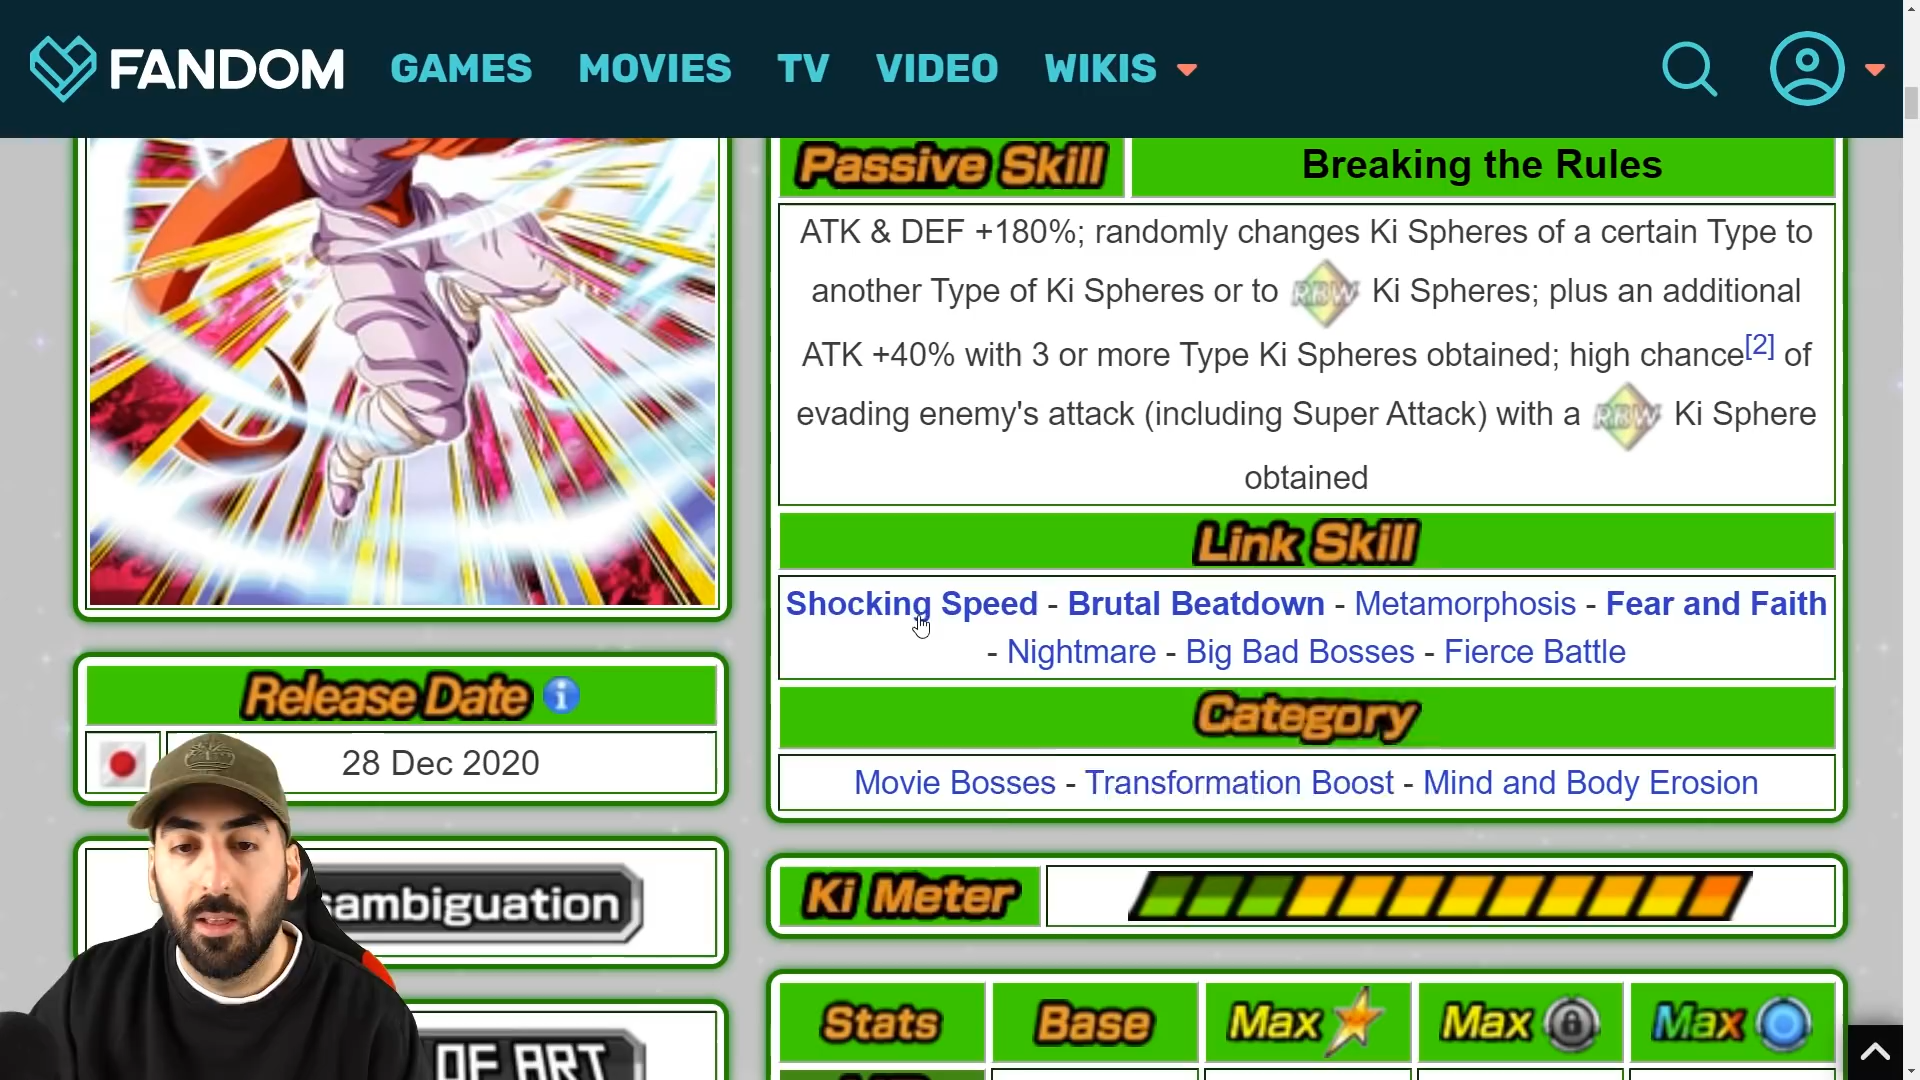 FANDOM GAMES MOVIES TV VIDEO WIKIS
Passive Skill Breaking the Rules
ATK & DEF +180%; randomly changes Ki Spheres of a certain Type to
another Type of Ki Spheres or to RBW Ki Spheres; plus an additional
ATK +40% with 3 or more Type Ki Spheres obtained; high chance[2] of
evading enemy's attack (including Super Attack) with a RBW Ki Sphere
obtained
Link Skill
Shocking Speed - Brutal Beatdown - Metamorphosis - Fear and Faith
- Nightmare - Big Bad Bosses - Fierce Battle
Category
Movie Bosses - Transformation Boost - Mind and Body Erosion
Release Date i
28 Dec 2020
sambiguation
Ki Meter
Stats Base Max Max Max
OF ART